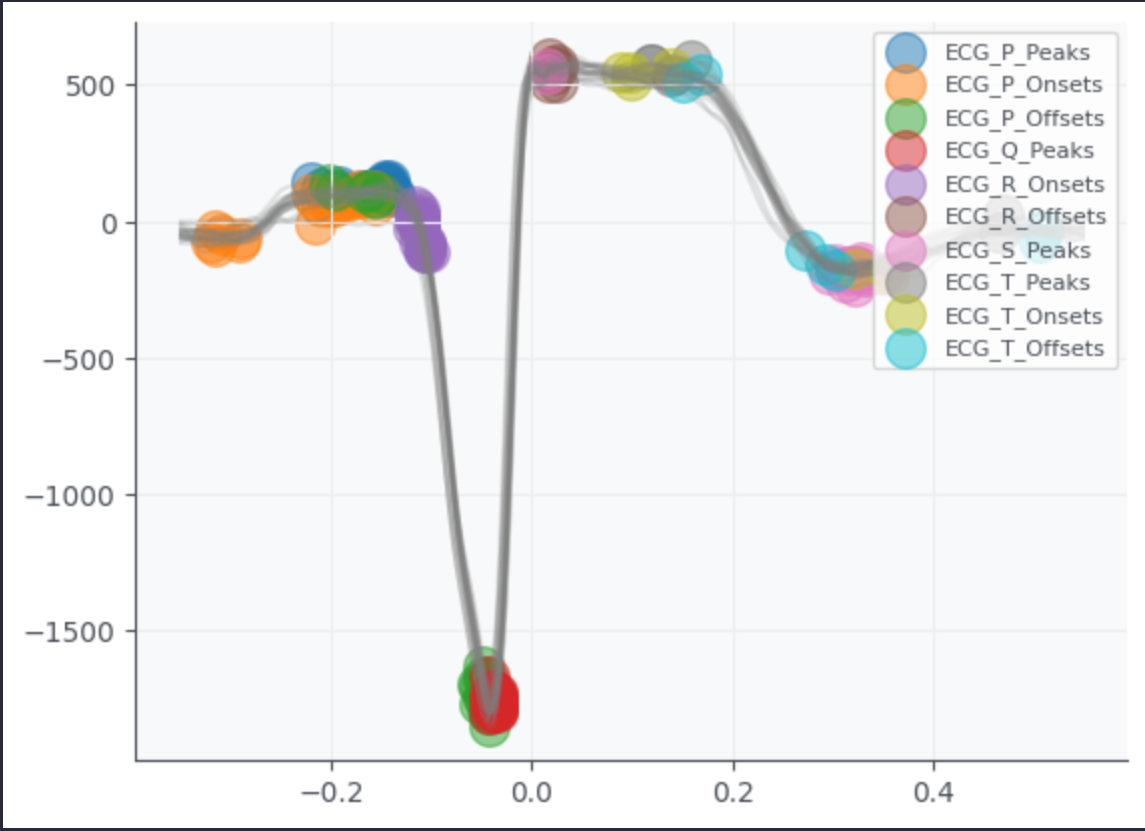 500
0
−500
−1000
−1500
−0.2
0.0
0.2
0.4
ECG_P_Peaks
ECG_P_Onsets
ECG_P_Offsets
ECG_Q_Peaks
ECG_R_Onsets
ECG_R_Offsets
ECG_S_Peaks
ECG_T_Peaks
ECG_T_Onsets
ECG_T_Offsets